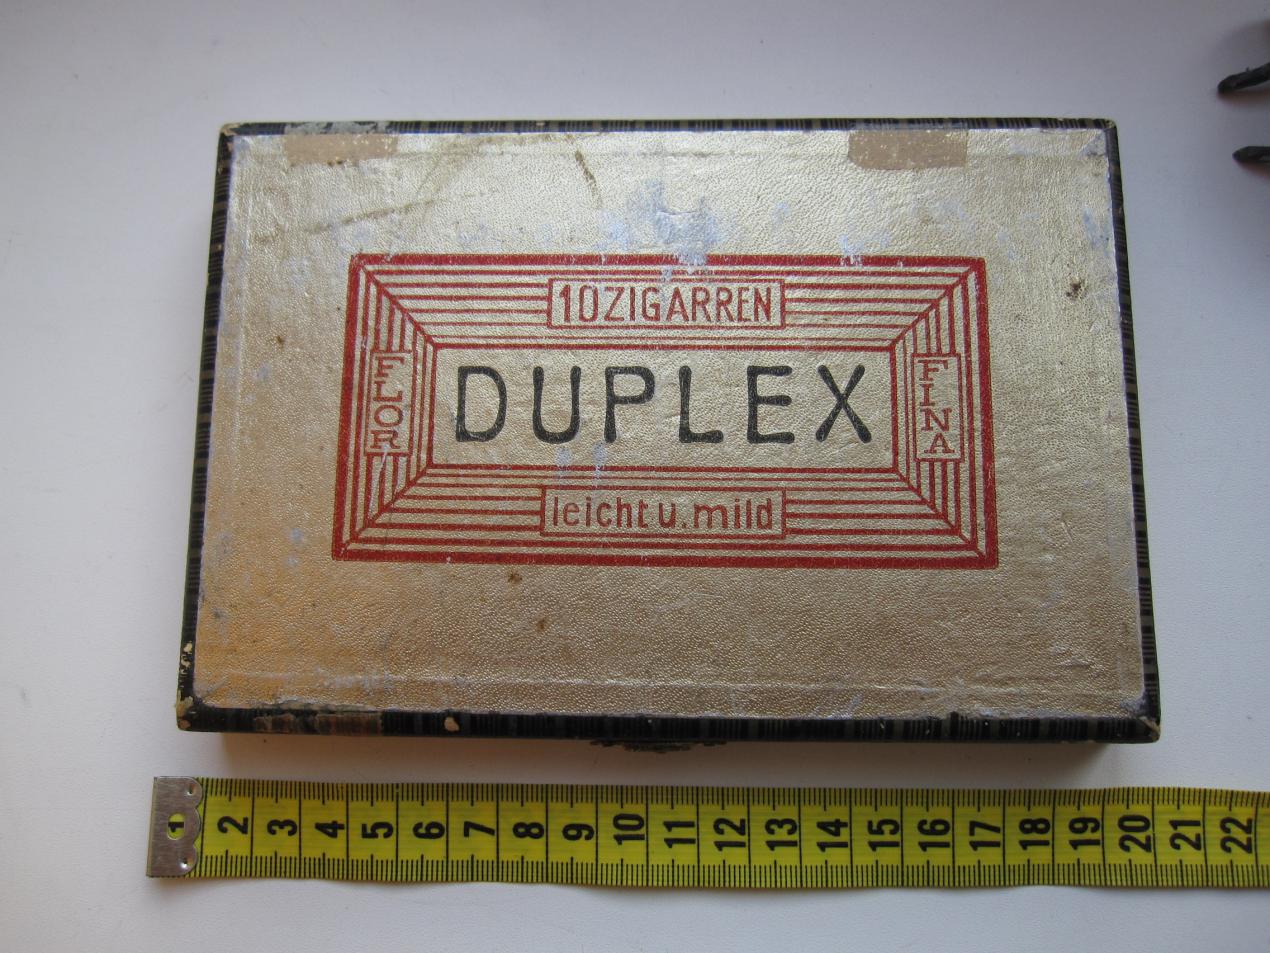 10 ZIGARREN
FLOR
DUPLEX
FINA
leicht u. mild
1 2 3 4 5 6 7 8 9 10 11 12 13 14 15 16 17 18 19 20 21 22